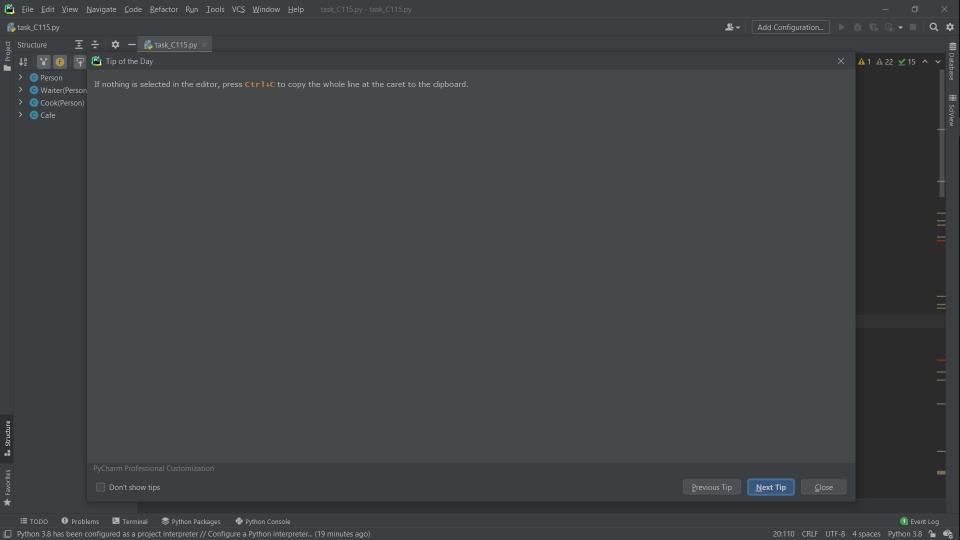 File Edit View Navigate Code Refactor Run Tools VCS Window Help task_C115.py - task_C115.py
task_C115.py Add Configuration...
Project Structure task_C115.py
Tip of the Day
1 22 15
If nothing is selected in the editor, press Ctrl+C to copy the whole line at the caret to the clipboard.
Person
Waiter(Person
Cook(Person)
Cafe
Database
SciView
Structure
Favorites
PyCharm Professional Customization
Don't show tips Previous Tip Next Tip Close
TODO Problems Terminal Python Packages Python Console 1 Event Log
Python 3.8 has been configured as a project interpreter // Configure a Python interpreter... (19 minutes ago) 20:110 CRLF UTF-8 4 spaces Python 3.8